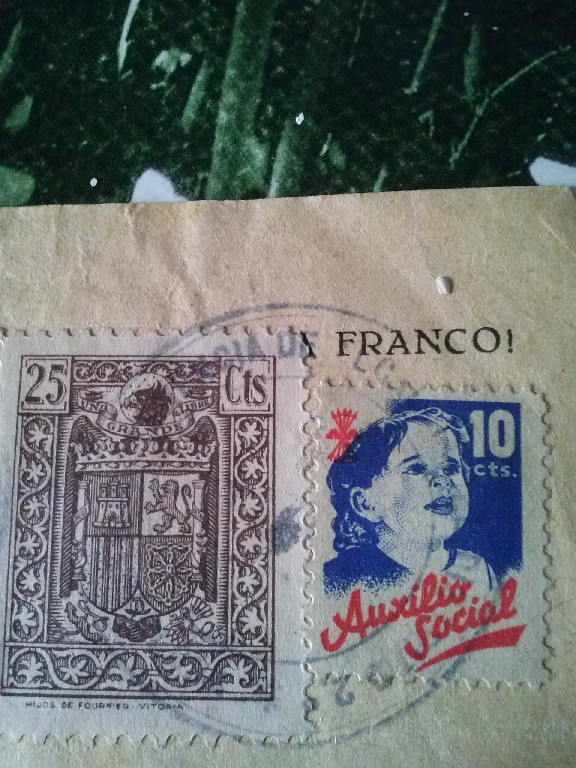 FRANCO!
25 Cts
UNA GRANDE LIBRE
HIJOS DE FOURNIER - VITORIA
10
cts.
Auxilio
Social